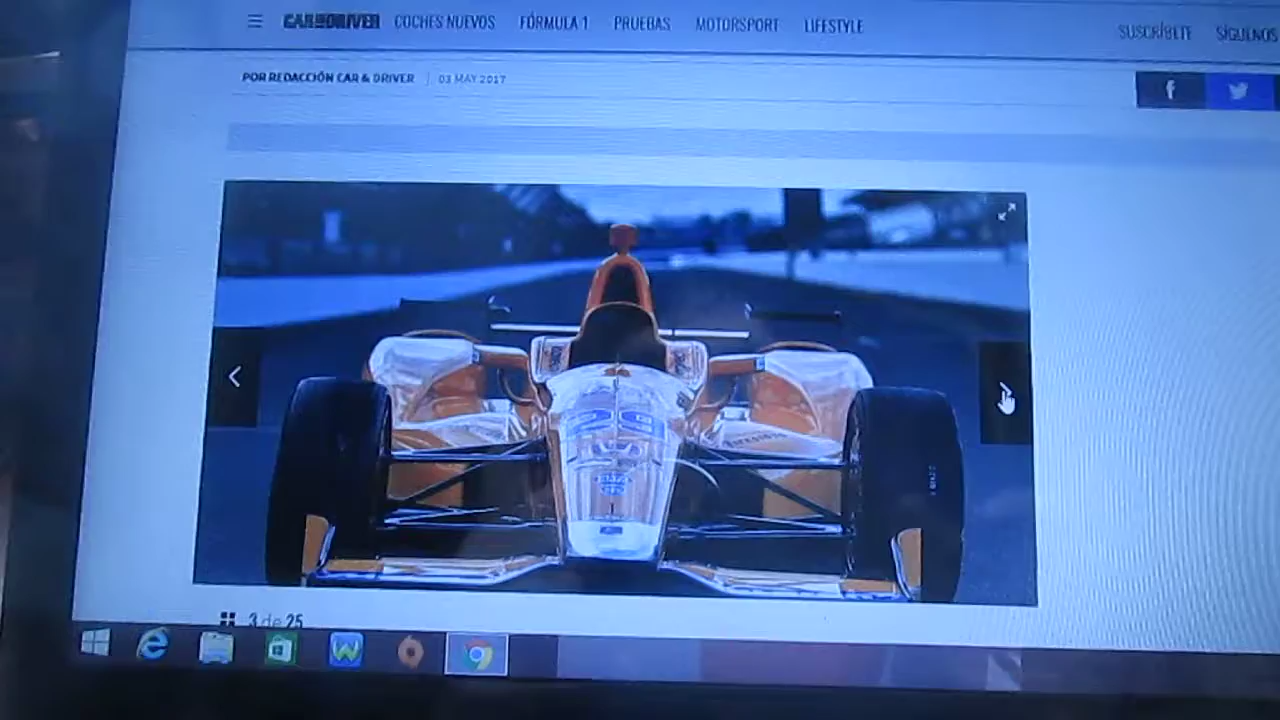 CAR AND DRIVER COCHES NUEVOS FÓRMULA 1 PRUEBAS MOTORSPORT LIFESTYLE SUSCRÍBETE SÍGUENOS
POR REDACCIÓN CAR & DRIVER | 03 MAY 2017
Firestone
3 de 25